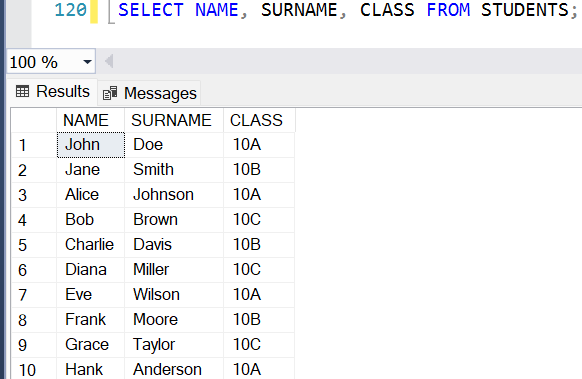 120 SELECT NAME, SURNAME, CLASS FROM STUDENTS;
100 %
Results Messages
NAME SURNAME CLASS
1 John Doe 10A
2 Jane Smith 10B
3 Alice Johnson 10A
4 Bob Brown 10C
5 Charlie Davis 10B
6 Diana Miller 10C
7 Eve Wilson 10A
8 Frank Moore 10B
9 Grace Taylor 10C
10 Hank Anderson 10A